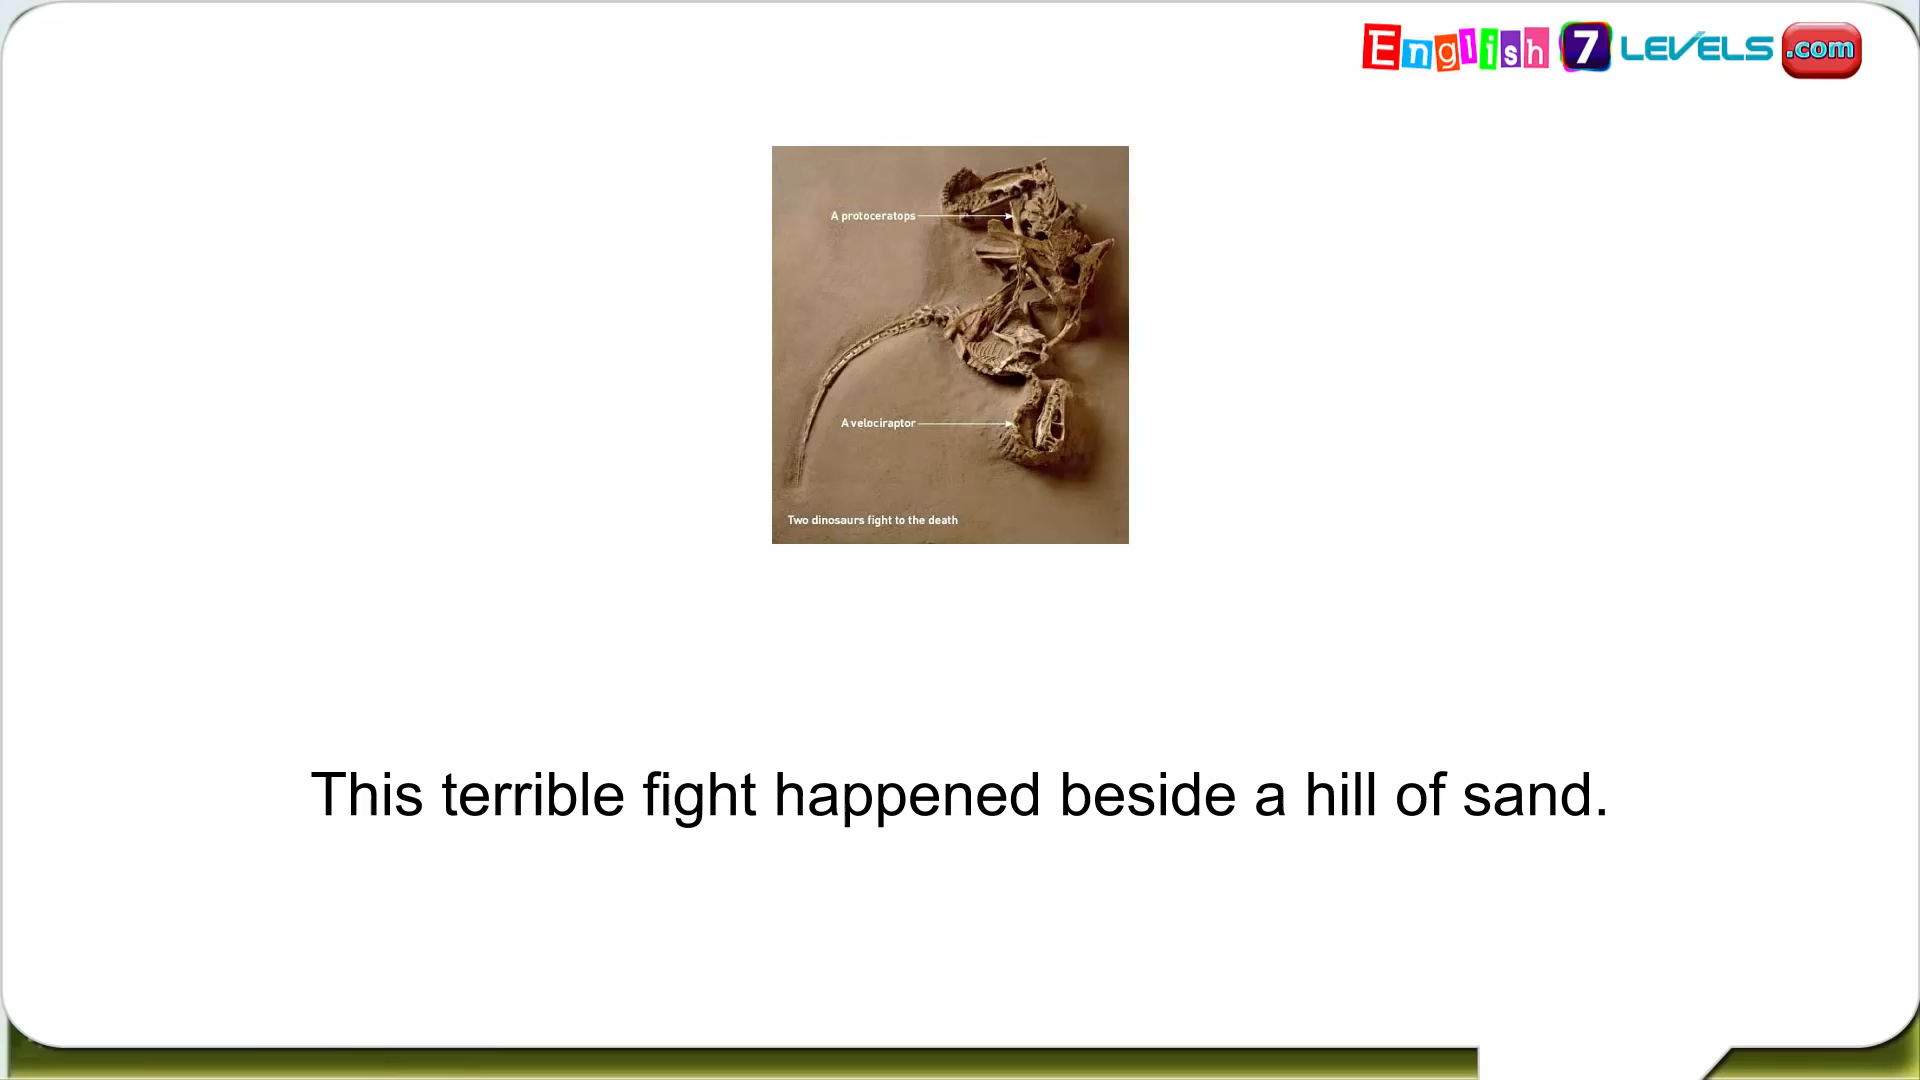 English 7 LEVELS .com
A protoceratops
A velociraptor
Two dinosaurs fight to the death
This terrible fight happened beside a hill of sand.